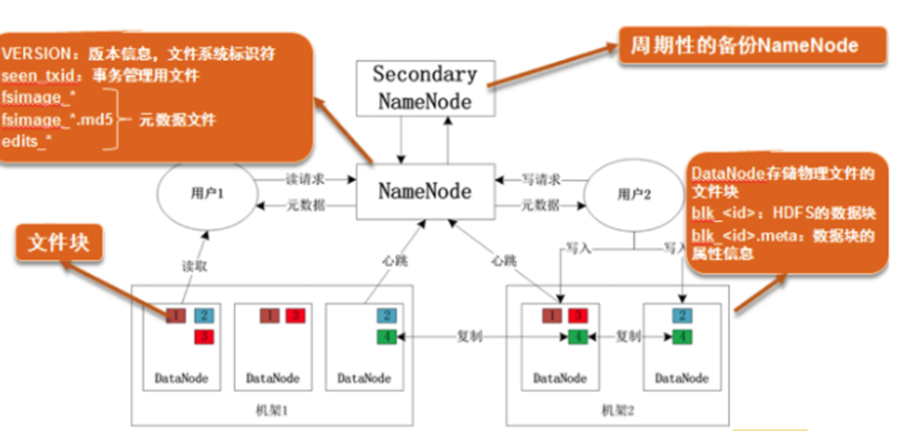 VERSION：版本信息，文件系统标识符
seen_txid：事务管理用文件
fsimage_*
fsimage_*.md5
元数据文件
edits_*
周期性的备份NameNode
Secondary
NameNode
用户1
读请求
元数据
NameNode
写请求
元数据
用户2
DataNode存储物理文件的
文件块
blk_<id>：HDFS的数据块
blk_<id>.meta：数据块的
属性信息
文件块
读取
心跳
心跳
写入
写入
1
2
3
DataNode
1
3
DataNode
2
4
DataNode
机架1
复制
1
3
4
DataNode
复制
2
4
DataNode
机架2